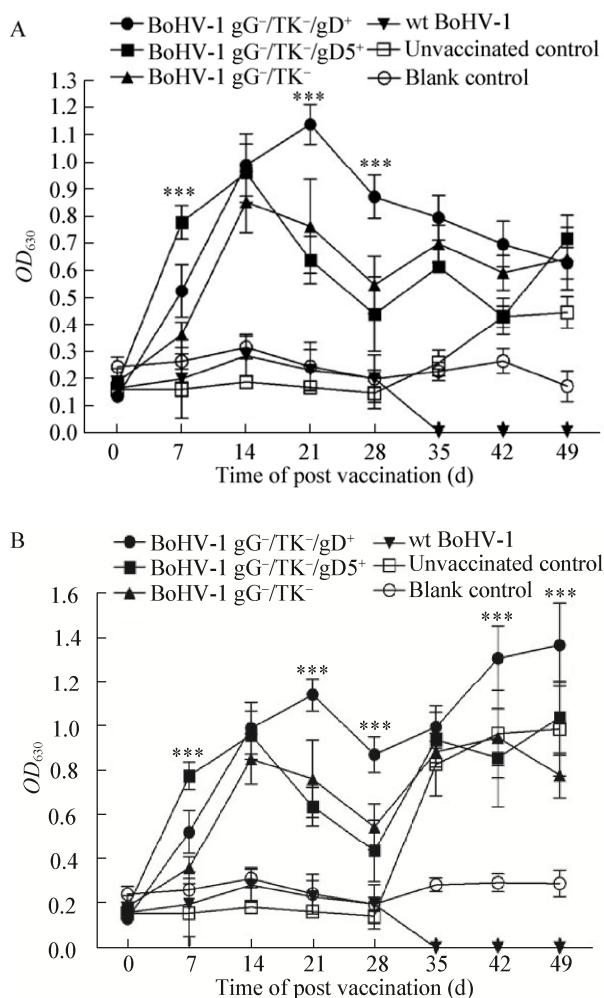 A
BoHV-1 gG⁻/TK⁻/gD⁺
wt BoHV-1
BoHV-1 gG⁻/TK⁻/gD5⁺
Unvaccinated control
BoHV-1 gG⁻/TK⁻
Blank control
1.3
1.2
1.1
1.0
0.9
0.8
0.7
0.6
0.5
0.4
0.3
0.2
0.1
0.0
OD₆₃₀
***
***
***
0 7 14 21 28 35 42 49
Time of post vaccination (d)
B
BoHV-1 gG⁻/TK⁻/gD⁺
wt BoHV-1
BoHV-1 gG⁻/TK⁻/gD5⁺
Unvaccinated control
BoHV-1 gG⁻/TK⁻
Blank control
1.6
1.4
1.2
1.0
0.8
0.6
0.4
0.2
0.0
OD₆₃₀
***
***
***
***
***
0 7 14 21 28 35 42 49
Time of post vaccination (d)